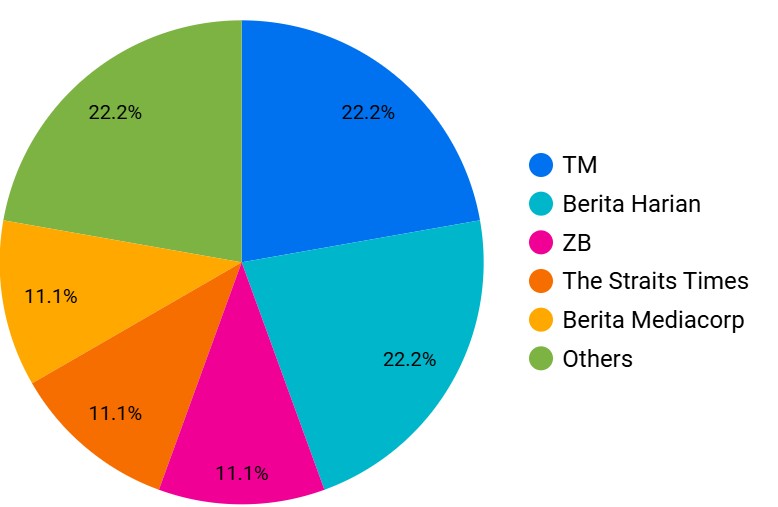 22.2%
22.2%
22.2%
11.1%
11.1%
11.1%
TM
Berita Harian
ZB
The Straits Times
Berita Mediacorp
Others